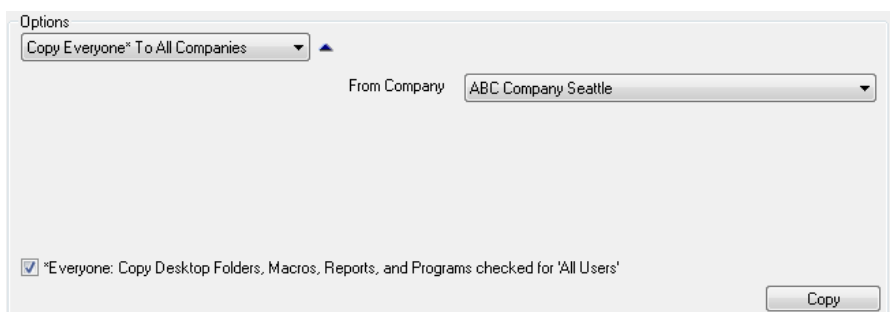 Options
Copy Everyone* To All Companies
From Company ABC Company Seattle
*Everyone: Copy Desktop Folders, Macros, Reports, and Programs checked for 'All Users'
Copy